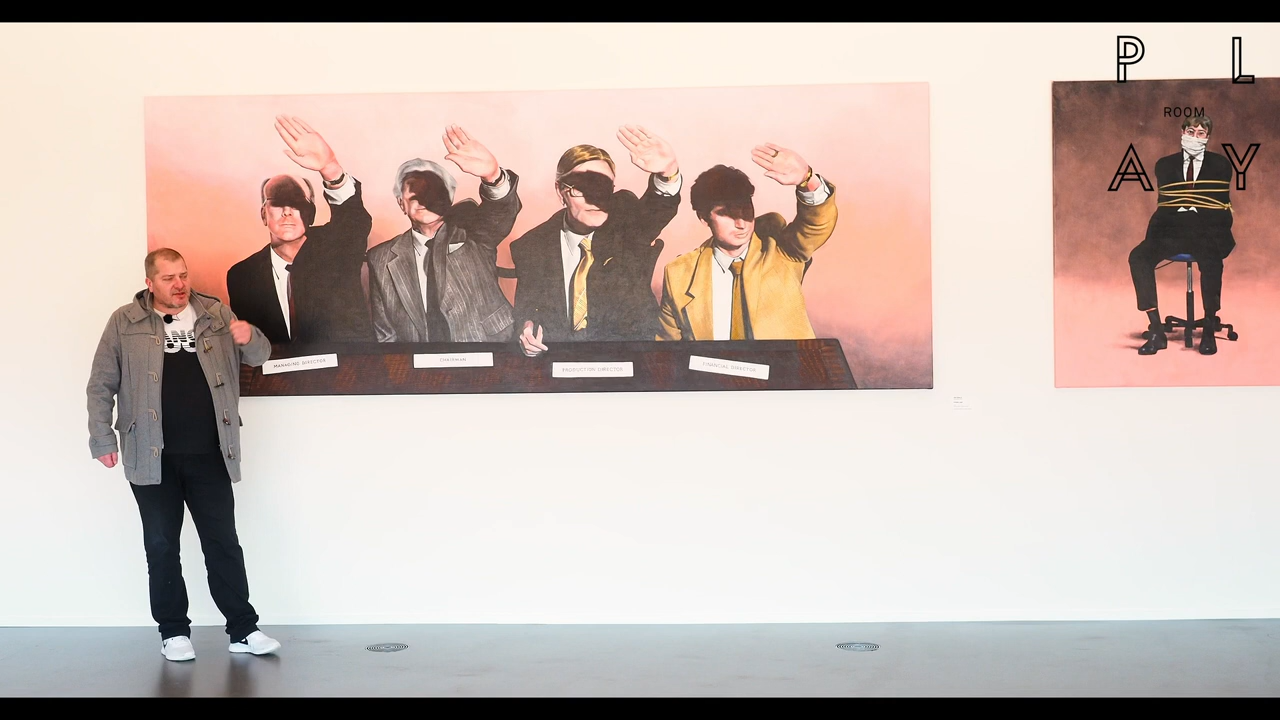 P L
ROOM
A Y
MANAGING DIRECTOR
CHAIRMAN
PRODUCTION DIRECTOR
FINANCIAL DIRECTOR